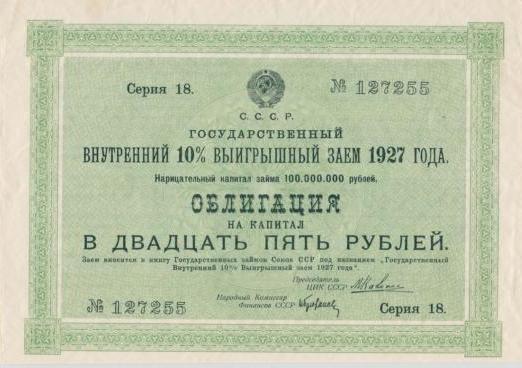 Серия 18.
№ 127255
С. С. С. Р.
ГОСУДАРСТВЕННЫЙ
ВНУТРЕННИЙ 10% ВЫИГРЫШНЫЙ ЗАЕМ 1927 ГОДА.
Нарицательный капитал займа 100.000.000 рублей.
ОБЛИГАЦИЯ
НА КАПИТАЛ
В ДВАДЦАТЬ ПЯТЬ РУБЛЕЙ.
Заем вносится в книгу Государственных займов Союза ССР под названием „Государственный
Внутренний 10% Выигрышный заем 1927 года“.
Председатель
ЦИК СССР
Народный Комиссар
Финансов СССР
№ 127255
Серия 18.